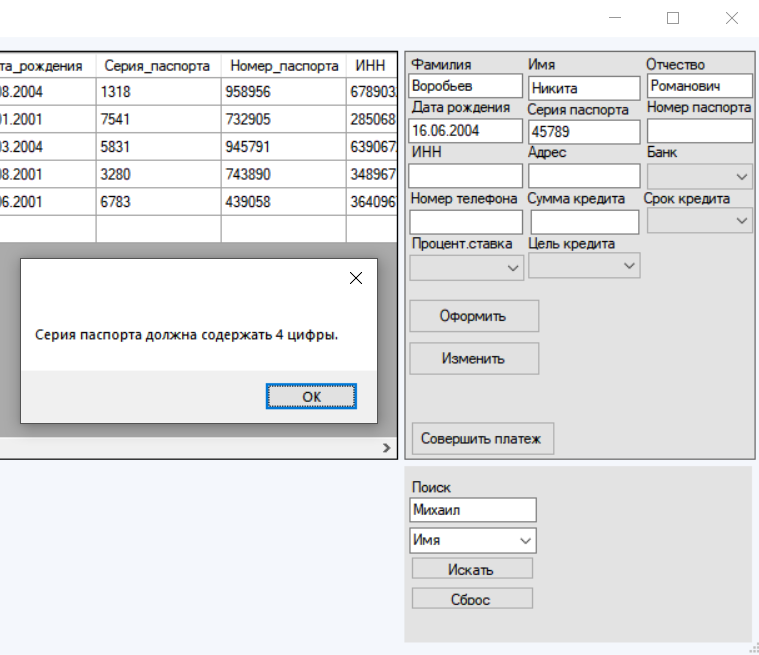 та_рождения Серия_паспорта Номер_паспорта ИНН
08.2004 1318 958956 678903
01.2001 7541 732905 285068
03.2004 5831 945791 639067
08.2001 3280 743890 348967
06.2001 6783 439058 364096
Серия паспорта должна содержать 4 цифры.
OK
Фамилия Имя Отчество
Воробьев Никита Романович
Дата рождения Серия паспорта Номер паспорта
16.06.2004 45789
ИНН Адрес Банк
Номер телефона Сумма кредита Срок кредита
Процент.ставка Цель кредита
Оформить
Изменить
Совершить платеж
Поиск
Михаил
Имя
Искать
Сброс